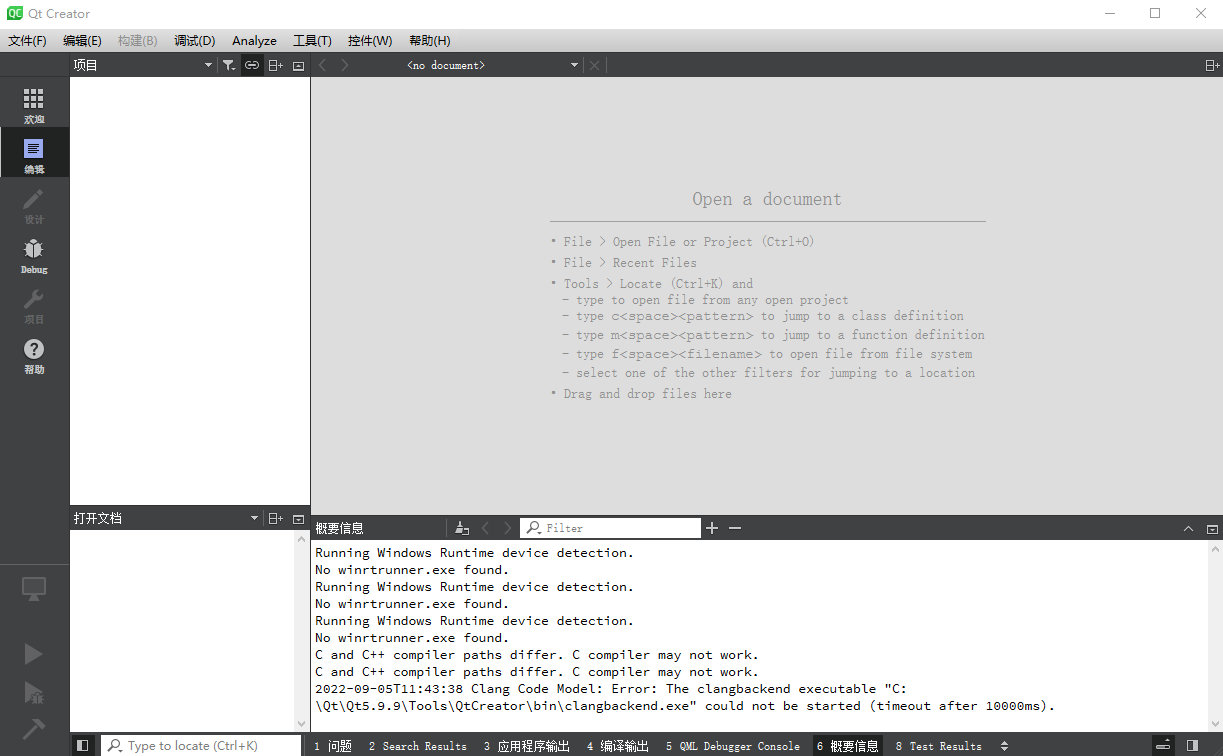 QC Qt Creator
文件(F) 编辑(E) 构建(B) 调试(D) Analyze 工具(T) 控件(W) 帮助(H)
项目 <no document>
欢迎
编辑
设计
Debug
项目
帮助
Open a document
• File > Open File or Project (Ctrl+O)
• File > Recent Files
• Tools > Locate (Ctrl+K) and
- type to open file from any open project
- type c<space><pattern> to jump to a class definition
- type m<space><pattern> to jump to a function definition
- type f<space><filename> to open file from file system
- select one of the other filters for jumping to a location
• Drag and drop files here
打开文档
概要信息 Filter
Running Windows Runtime device detection.
No winrtrunner.exe found.
Running Windows Runtime device detection.
No winrtrunner.exe found.
Running Windows Runtime device detection.
No winrtrunner.exe found.
C and C++ compiler paths differ. C compiler may not work.
C and C++ compiler paths differ. C compiler may not work.
2022-09-05T11:43:38 Clang Code Model: Error: The clangbackend executable "C:
\Qt\Qt5.9.9\Tools\QtCreator\bin\clangbackend.exe" could not be started (timeout after 10000ms).
Type to locate (Ctrl+K) 1 问题 2 Search Results 3 应用程序输出 4 编译输出 5 QML Debugger Console 6 概要信息 8 Test Results